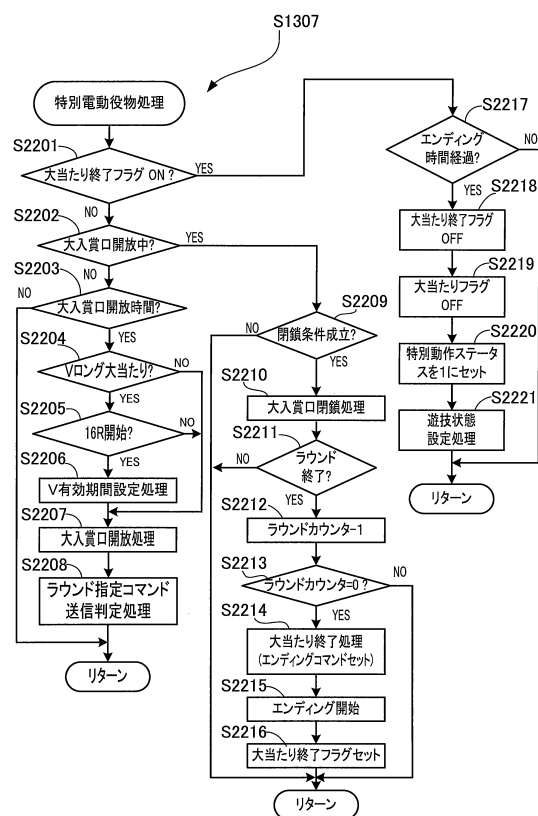 S1307
特別電動役物処理
S2201
大当たり終了フラグ ON ?
YES
NO
S2202
大入賞口開放中?
YES
NO
S2203
NO
大入賞口開放時間?
YES
S2204
Vロング大当たり?
NO
YES
S2205
16R開始?
NO
YES
S2206
V有効期間設定処理
S2207
大入賞口開放処理
S2208
ラウンド指定コマンド
送信判定処理
リターン
S2209
NO
閉鎖条件成立?
YES
S2210
大入賞口閉鎖処理
S2211
NO
ラウンド
終了?
YES
S2212
ラウンドカウンタ-1
S2213
ラウンドカウンタ=0 ?
NO
YES
S2214
大当たり終了処理
(エンディングコマンドセット)
S2215
エンディング開始
S2216
大当たり終了フラグセット
リターン
S2217
エンディング
時間経過?
NO
YES
S2218
大当たり終了フラグ
OFF
S2219
大当たりフラグ
OFF
S2220
特別動作ステータ
スを1にセット
S2221
遊技状態
設定処理
リターン